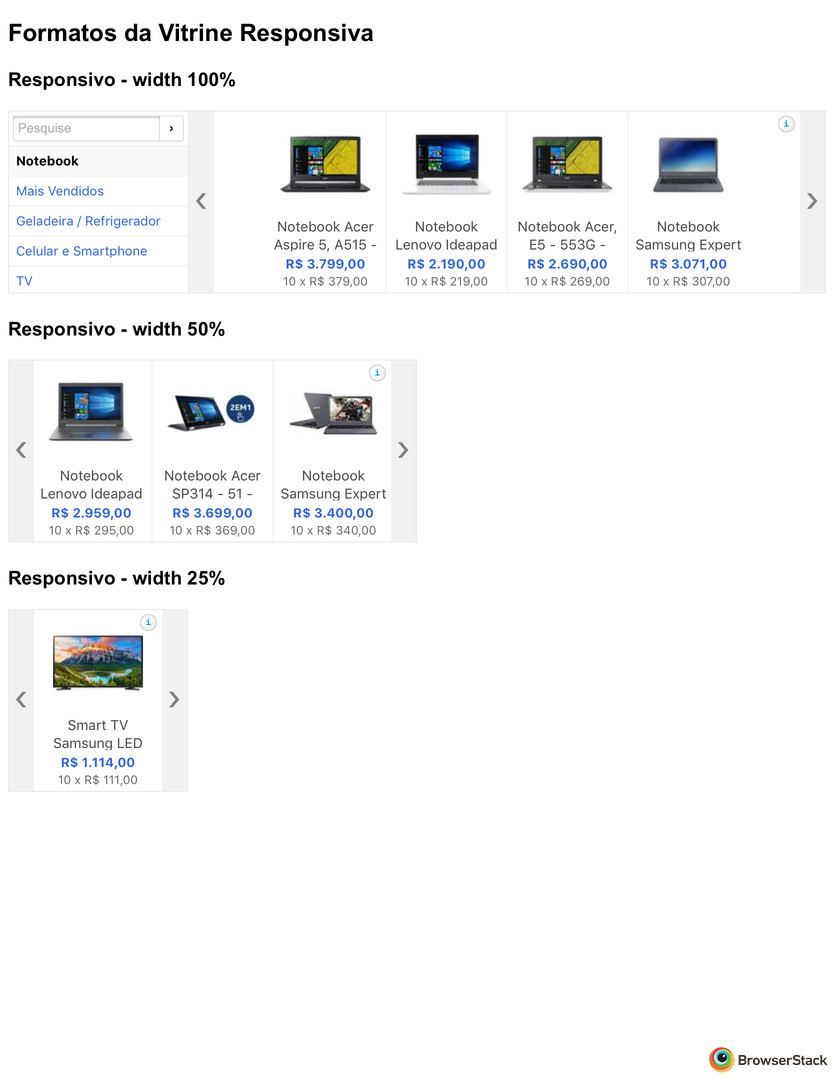 Formatos da Vitrine Responsiva
Responsivo - width 100%
Pesquise
Notebook
Mais Vendidos
Geladeira / Refrigerador
Celular e Smartphone
TV
Notebook Acer
Aspire 5, A515 -
R$ 3.799,00
10 x R$ 379,00
Notebook
Lenovo Ideapad
R$ 2.190,00
10 x R$ 219,00
Notebook Acer,
E5 - 553G -
R$ 2.690,00
10 x R$ 269,00
Notebook
Samsung Expert
R$ 3.071,00
10 x R$ 307,00
i
Responsivo - width 50%
Notebook
Lenovo Ideapad
R$ 2.959,00
10 x R$ 295,00
2EM1
Notebook Acer
SP314 - 51 -
R$ 3.699,00
10 x R$ 369,00
i
Notebook
Samsung Expert
R$ 3.400,00
10 x R$ 340,00
Responsivo - width 25%
i
Smart TV
Samsung LED
R$ 1.114,00
10 x R$ 111,00
BrowserStack